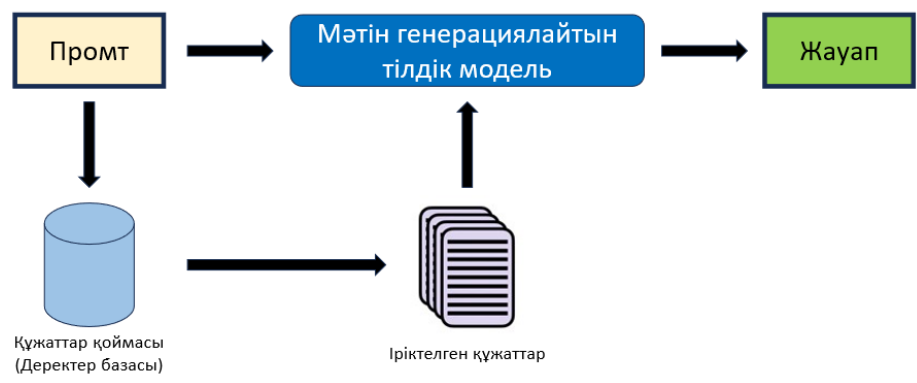 Промт
Мәтін генерациялайтын
тілдік модель
Жауап
Құжаттар қоймасы
(Деректер базасы)
Іріктелген құжаттар